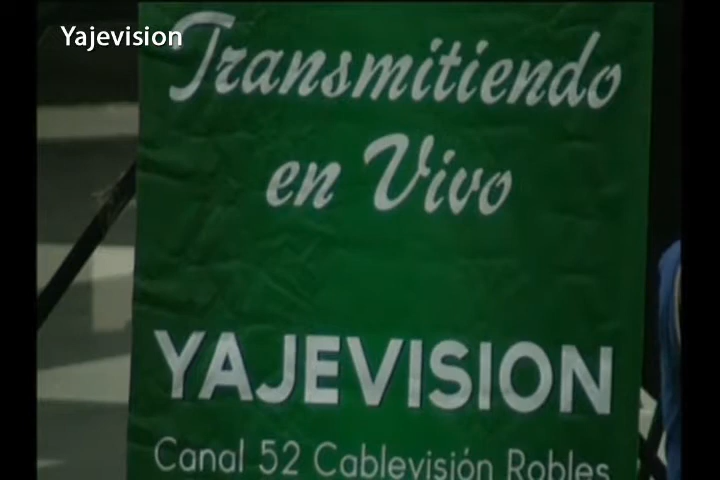 Yajevision
Transmitiendo
en Vivo
YAJEVISION
Canal 52 Cablevisión Robles